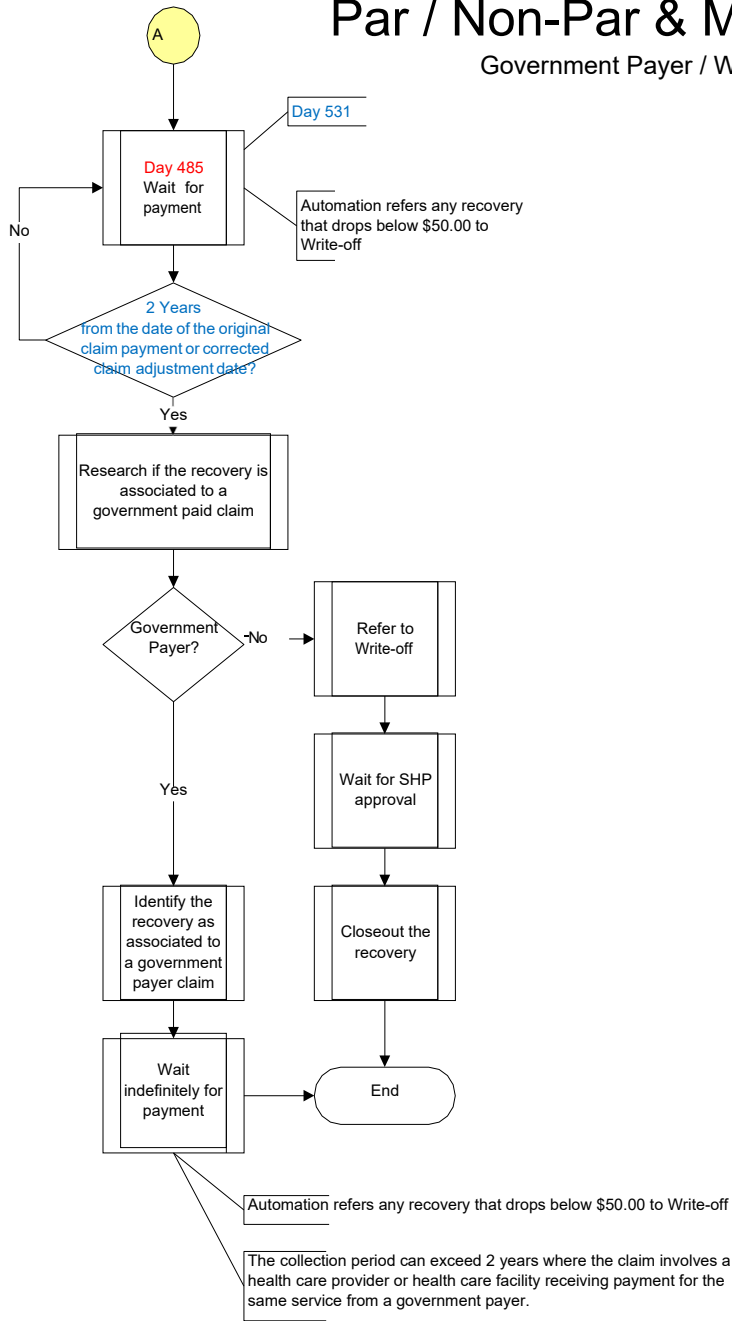 Par / Non-Par & M
Government Payer / W
A
Day 531
Day 485
Wait for
payment
Automation refers any recovery
that drops below $50.00 to
Write-off
No
2 Years
from the date of the original
claim payment or corrected
claim adjustment date?
Yes
Research if the recovery is
associated to a
government paid claim
Government
Payer?
No
Refer to
Write-off
Wait for SHP
approval
Yes
Identify the
recovery as
associated to
a government
payer claim
Closeout the
recovery
Wait
indefinitely for
payment
End
Automation refers any recovery that drops below $50.00 to Write-off
The collection period can exceed 2 years where the claim involves a
health care provider or health care facility receiving payment for the
same service from a government payer.